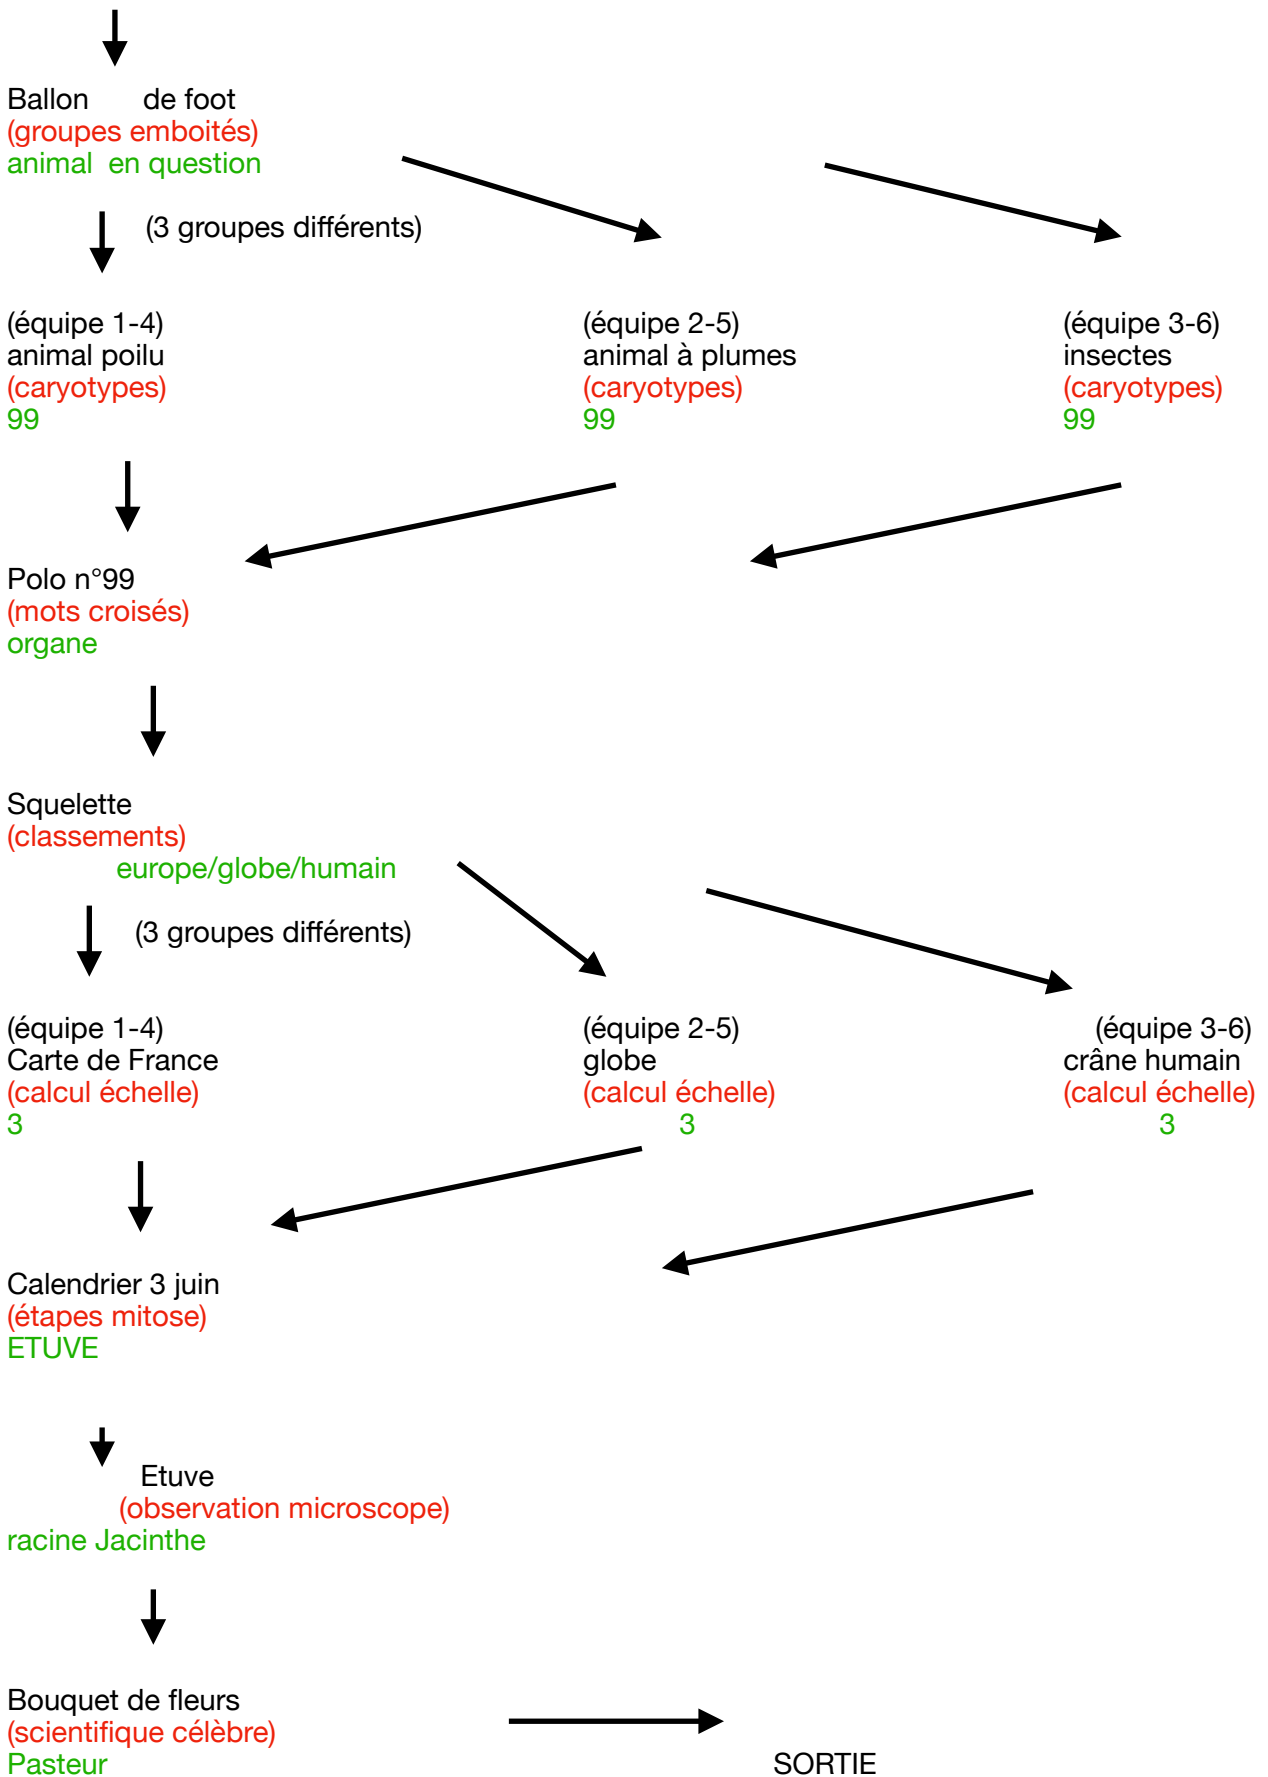 Ballon de foot
(groupes emboités)
animal en question
(3 groupes différents)
(équipe 1-4)
animal poilu
(caryotypes)
99
(équipe 2-5)
animal à plumes
(caryotypes)
99
(équipe 3-6)
insectes
(caryotypes)
99
Polo n°99
(mots croisés)
organe
Squelette
(classements)
europe/globe/humain
(3 groupes différents)
(équipe 1-4)
Carte de France
(calcul échelle)
3
(équipe 2-5)
globe
(calcul échelle)
3
(équipe 3-6)
crâne humain
(calcul échelle)
3
Calendrier 3 juin
(étapes mitose)
ETUVE
Etuve
(observation microscope)
racine Jacinthe
Bouquet de fleurs
(scientifique célèbre)
Pasteur
SORTIE